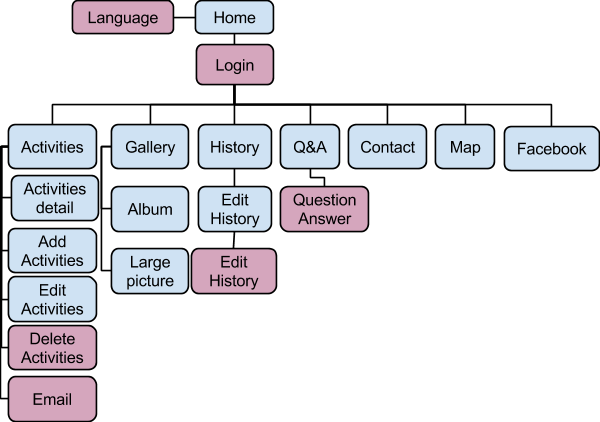 Language
Home
Login
Activities
Gallery
History
Q&A
Contact
Map
Facebook
Activities
detail
Album
Edit
History
Question
Answer
Add
Activities
Large
picture
Edit
History
Edit
Activities
Delete
Activities
Email